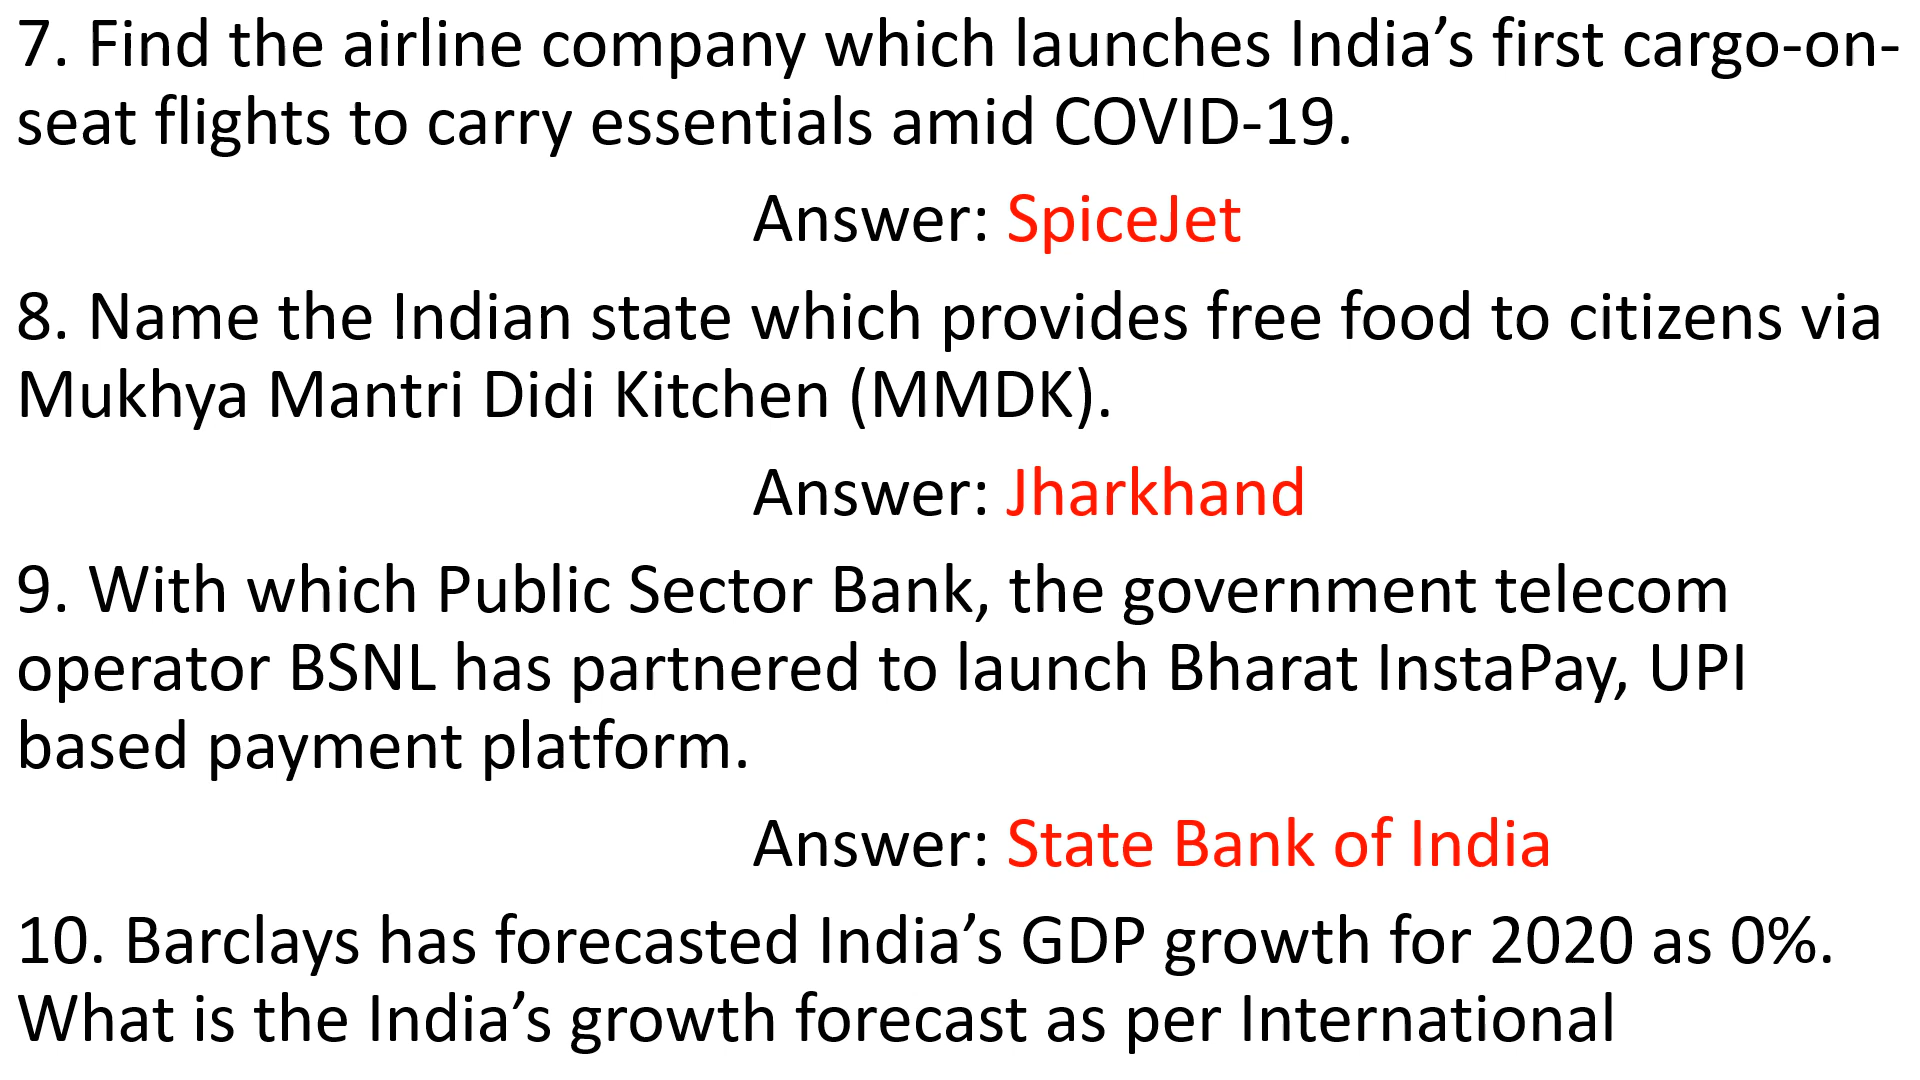 7. Find the airline company which launches India’s first cargo-on-
seat flights to carry essentials amid COVID-19.
Answer: SpiceJet
8. Name the Indian state which provides free food to citizens via
Mukhya Mantri Didi Kitchen (MMDK).
Answer: Jharkhand
9. With which Public Sector Bank, the government telecom
operator BSNL has partnered to launch Bharat InstaPay, UPI
based payment platform.
Answer: State Bank of India
10. Barclays has forecasted India’s GDP growth for 2020 as 0%.
What is the India’s growth forecast as per International